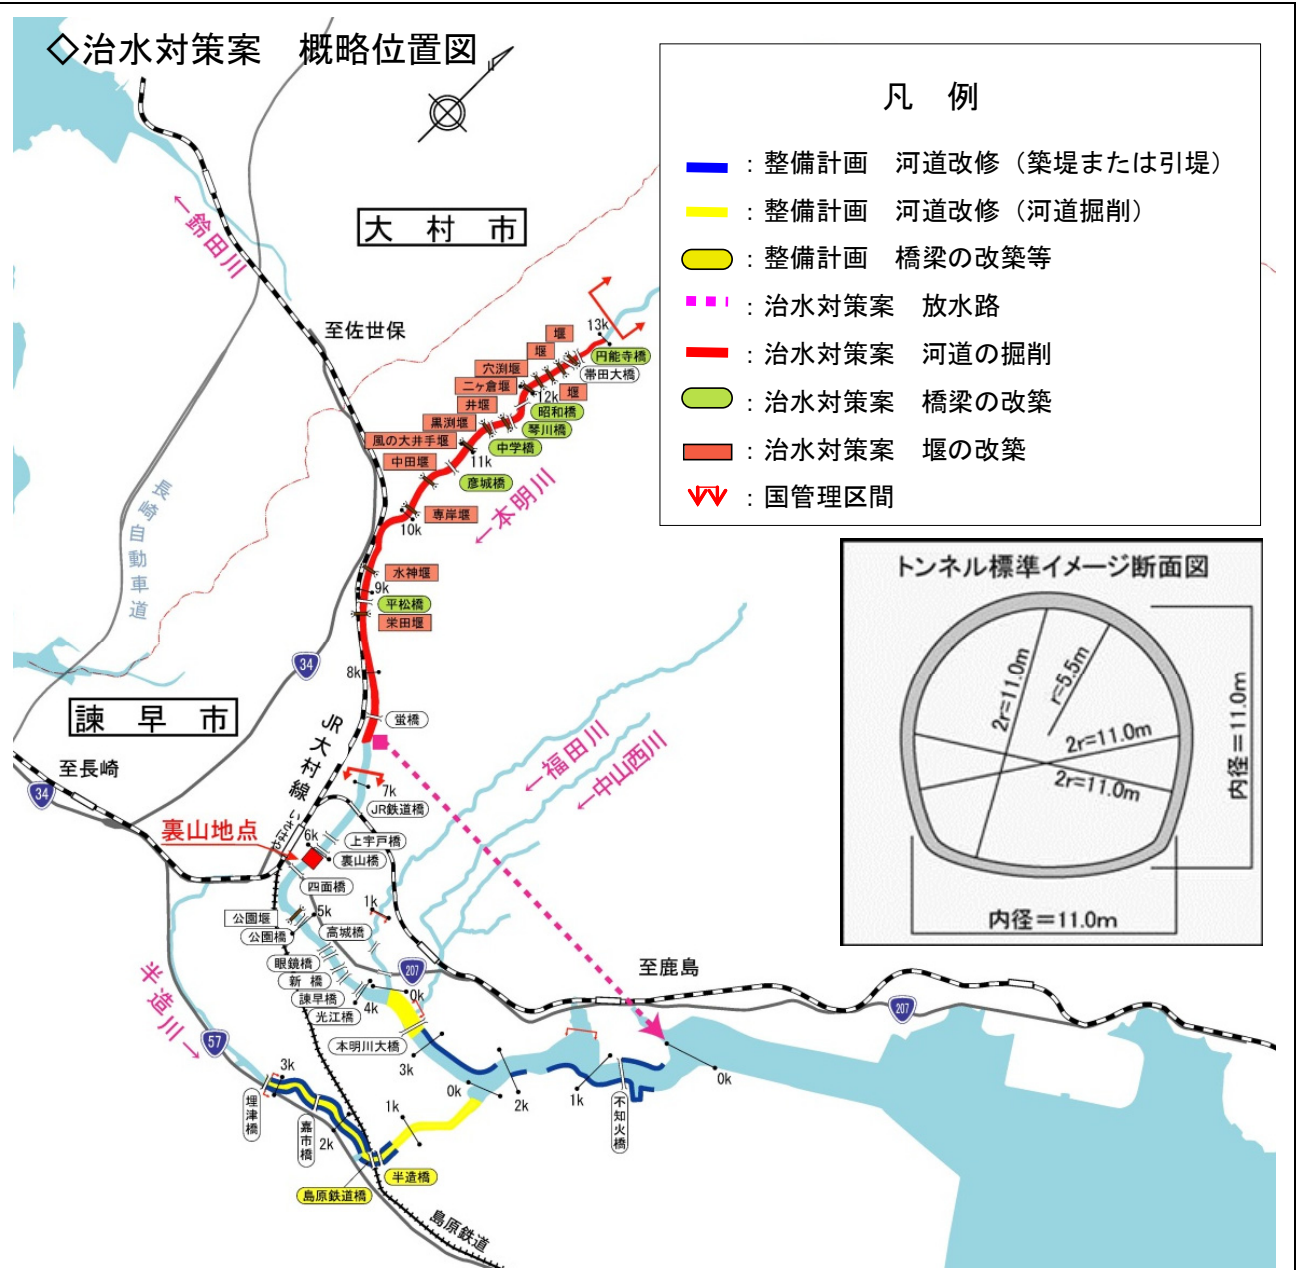 ◇治水対策案 概略位置図
凡 例
：整備計画 河道改修（築堤または引堤）
：整備計画 河道改修（河道掘削）
：整備計画 橋梁の改築等
：治水対策案 放水路
：治水対策案 河道の掘削
：治水対策案 橋梁の改築
：治水対策案 堰の改築
：国管理区間
大 村 市
←鈴田川
至佐世保
13k
堰
円能寺橋
堰
帯田大橋
穴渕堰
二ヶ倉堰
12k
堰
井堰
昭和橋
黒渕堰
琴川橋
風の大井手堰
中学橋
11k
中田堰
彦城橋
専岸堰
10k
←本明川
長崎自動車道
水神堰
9k
平松橋
栄田堰
34
8k
諫 早 市
蛍橋
JR大村線
至長崎
34
7k
JR鉄道橋
←福田川
←中山西川
いさはや
裏山地点
6k
上宇戸橋
裏山橋
四面橋
1k
5k
公園堰
公園橋
高城橋
眼鏡橋
新 橋
諫早橋
光江橋
4k
0k
207
至鹿島
207
本明川大橋
3k
半造川→
57
3k
埋津橋
嘉市橋
2k
1k
0k
2k
1k
不知火橋
0k
半造橋
島原鉄道橋
島原鉄道
トンネル標準イメージ断面図
2r=11.0m
r=5.5m
2r=11.0m
2r=11.0m
内径＝11.0m
内径＝11.0m